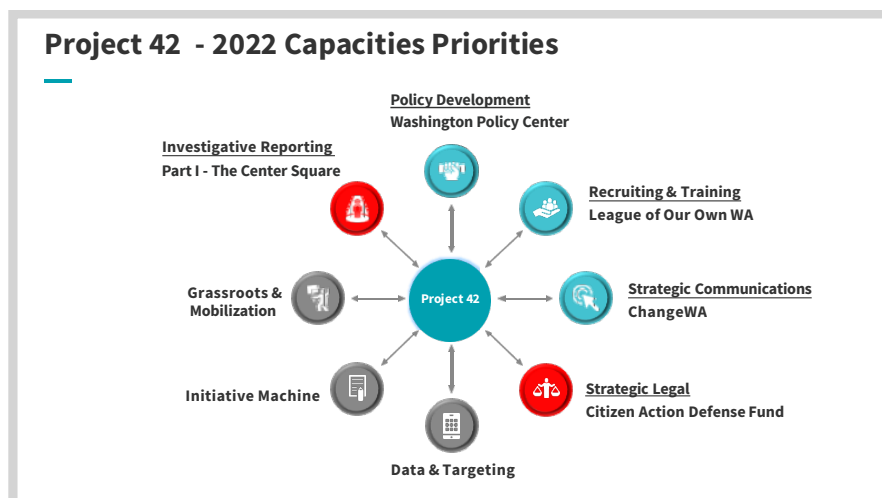 Project 42 - 2022 Capacities Priorities
Policy Development
Washington Policy Center
Investigative Reporting
Part I - The Center Square
Recruiting & Training
League of Our Own WA
Grassroots &
Mobilization
Project 42
Strategic Communications
ChangeWA
Initiative Machine
Strategic Legal
Citizen Action Defense Fund
Data & Targeting